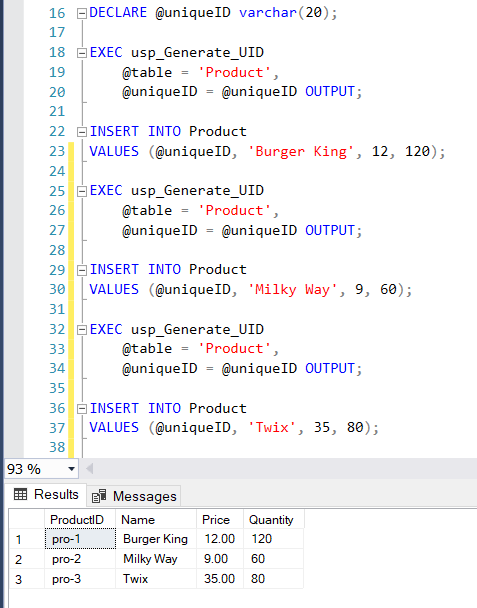 16 DECLARE @uniqueID varchar(20);
17
18 EXEC usp_Generate_UID
19 @table = 'Product',
20 @uniqueID = @uniqueID OUTPUT;
21
22 INSERT INTO Product
23 VALUES (@uniqueID, 'Burger King', 12, 120);
24
25 EXEC usp_Generate_UID
26 @table = 'Product',
27 @uniqueID = @uniqueID OUTPUT;
28
29 INSERT INTO Product
30 VALUES (@uniqueID, 'Milky Way', 9, 60);
31
32 EXEC usp_Generate_UID
33 @table = 'Product',
34 @uniqueID = @uniqueID OUTPUT;
35
36 INSERT INTO Product
37 VALUES (@uniqueID, 'Twix', 35, 80);
38
93 %
Results Messages
ProductID Name Price Quantity
1 pro-1 Burger King 12.00 120
2 pro-2 Milky Way 9.00 60
3 pro-3 Twix 35.00 80